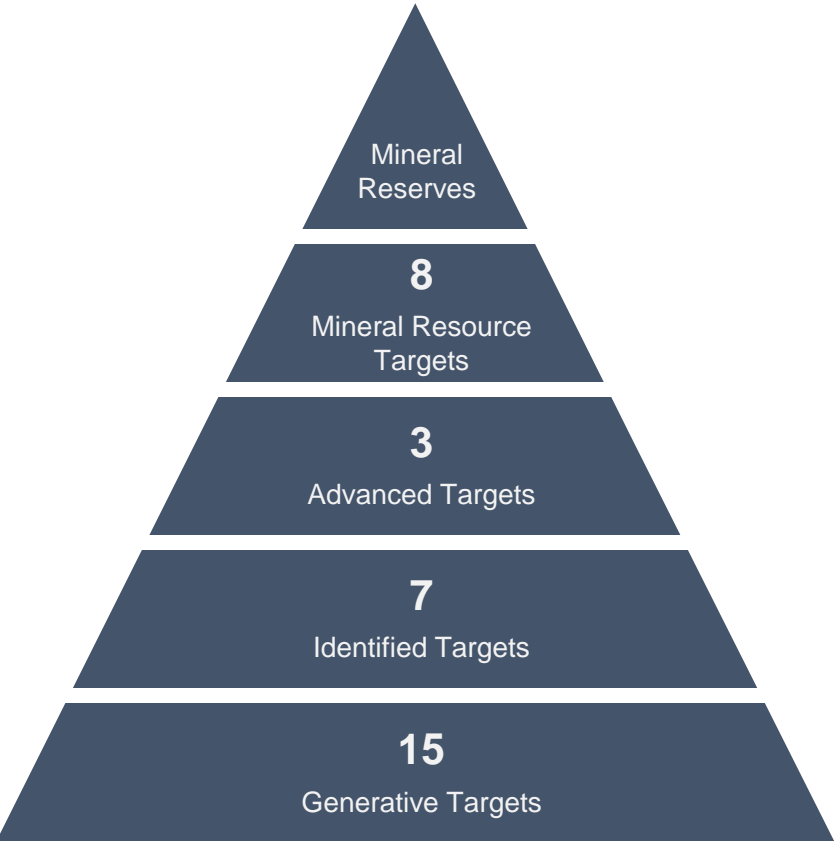 Mineral
Reserves
8
Mineral Resource
Targets
3
Advanced Targets
7
Identified Targets
15
Generative Targets